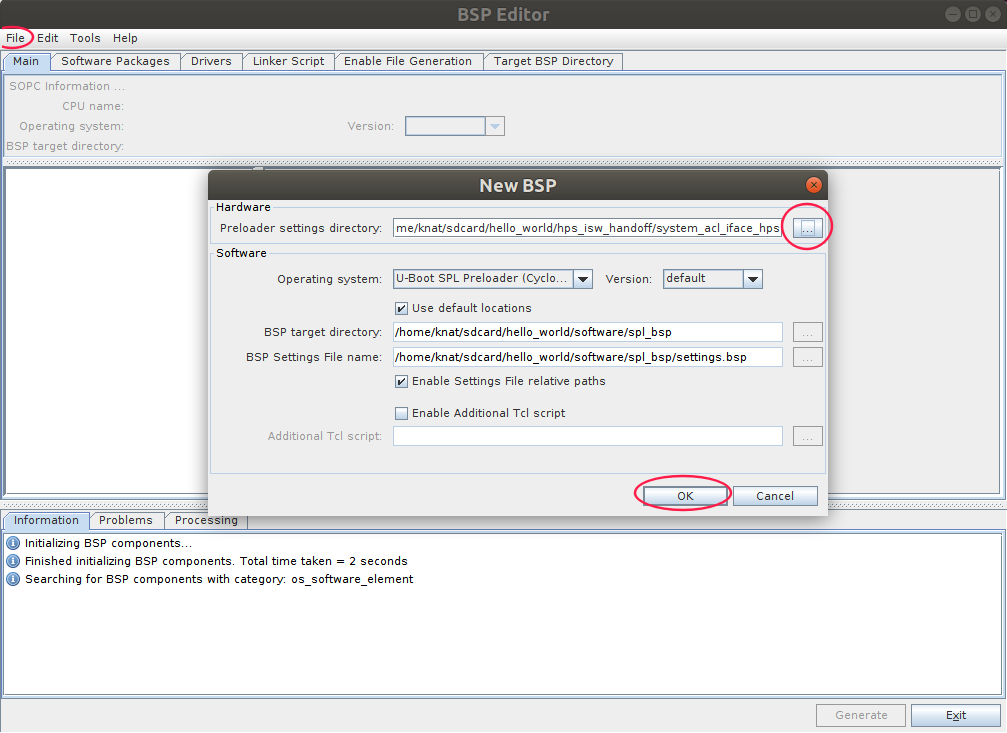 BSP Editor
File Edit Tools Help
Main Software Packages Drivers Linker Script Enable File Generation Target BSP Directory
SOPC Information ...
CPU name:
Operating system: Version:
BSP target directory:
New BSP
Hardware
Preloader settings directory: me/knat/sdcard/hello_world/hps_isw_handoff/system_acl_iface_hps ...
Software
Operating system: U-Boot SPL Preloader (Cyclo... Version: default
Use default locations
BSP target directory: /home/knat/sdcard/hello_world/software/spl_bsp ...
BSP Settings File name: /home/knat/sdcard/hello_world/software/spl_bsp/settings.bsp ...
Enable Settings File relative paths
Enable Additional Tcl script
Additional Tcl script: ...
OK Cancel
Information Problems Processing
Initializing BSP components...
Finished initializing BSP components. Total time taken = 2 seconds
Searching for BSP components with category: os_software_element
Generate Exit